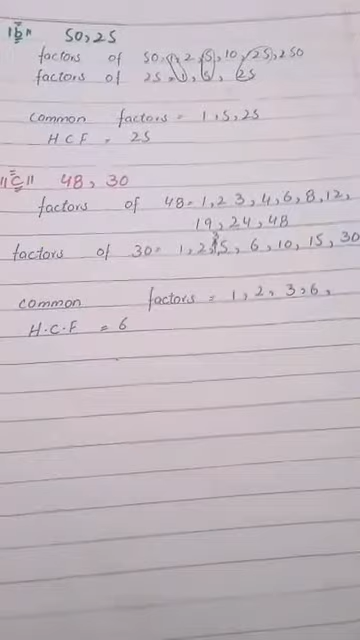 "b" 50,25
factors of 50, 1, 2, 5, 10, 25, 250
factors of 25 = 1, 5, 25
common factors = 1, 5, 25
HCF = 25
"C" 48, 30
factors of 48 = 1, 2 3, 4, 6, 8, 12,
19, 24, 48
factors of 30 = 1, 2, 3, 5, 6, 10, 15, 30
common factors = 1, 2, 3, 6,
H.C.F = 6